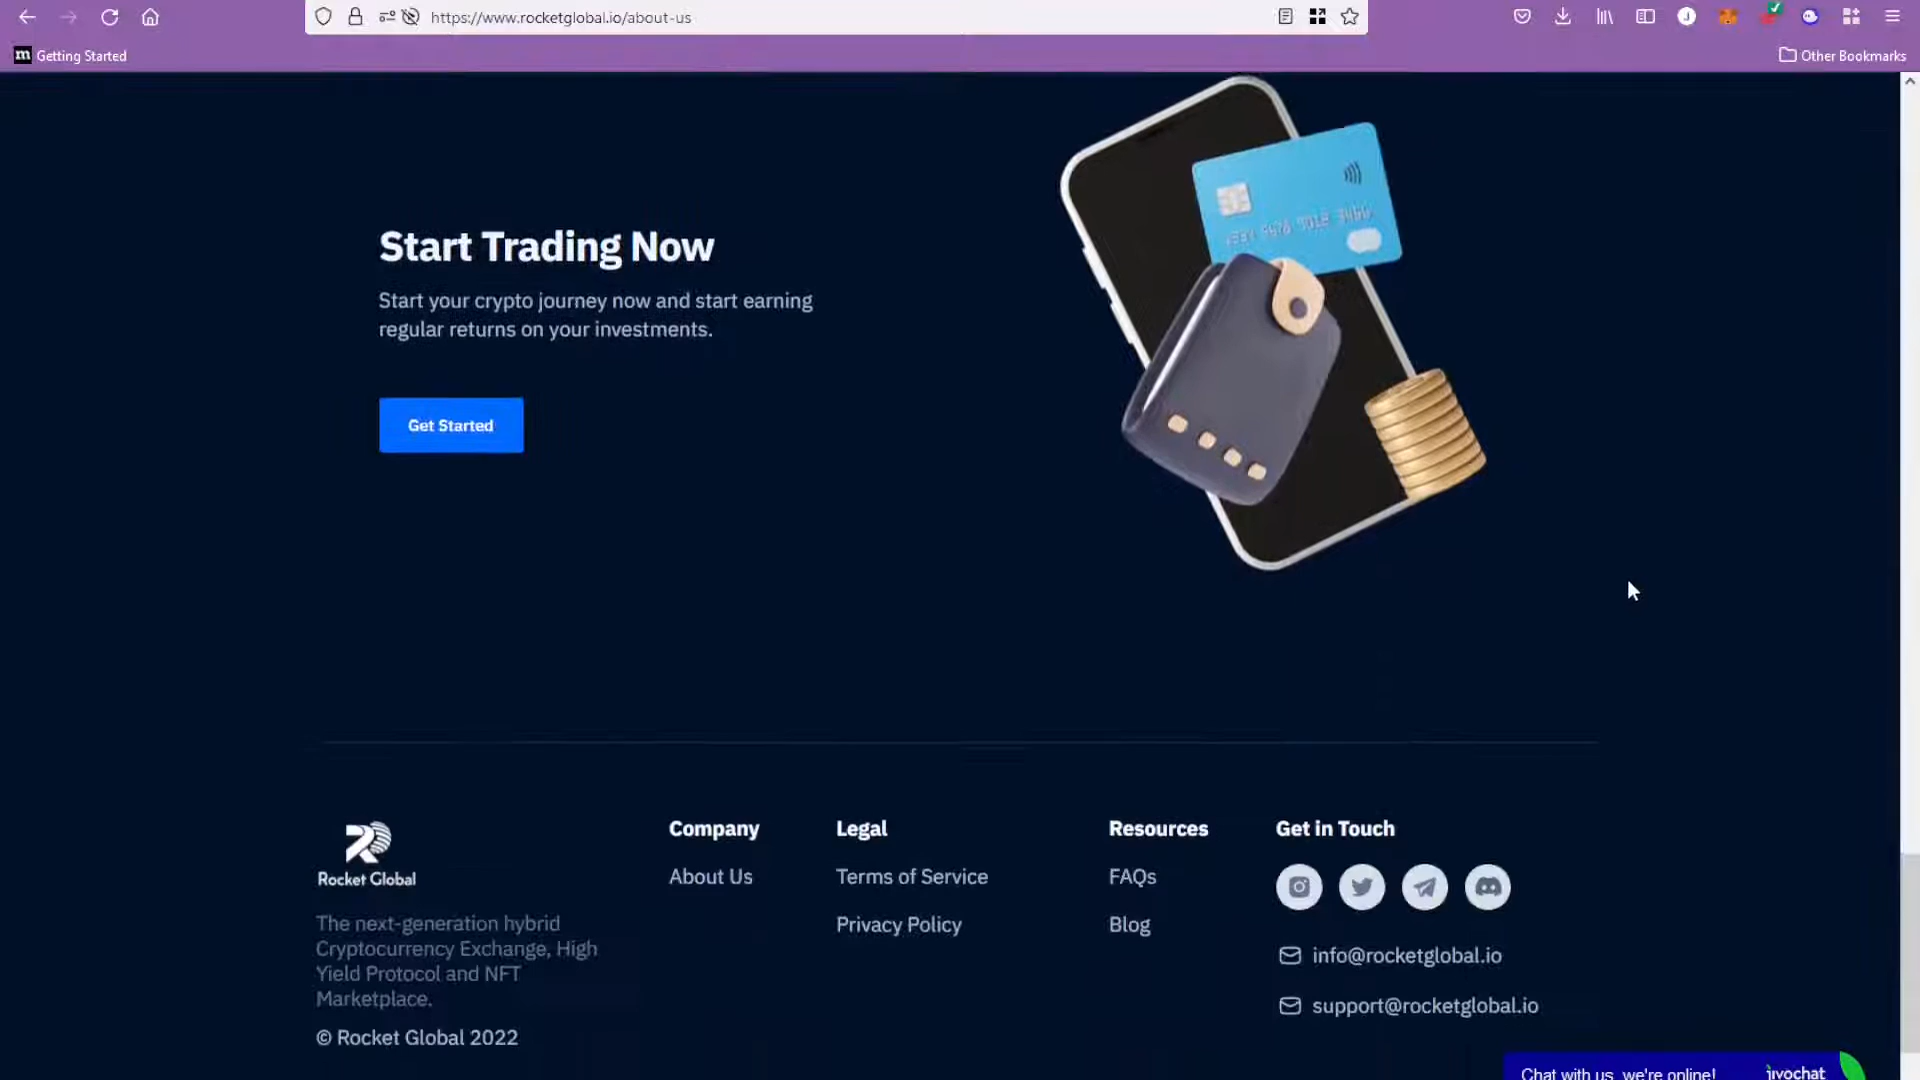 https://www.rocketglobal.io/about-us
J
m Getting Started
Other Bookmarks
Start Trading Now
Start your crypto journey now and start earning
regular returns on your investments.
Get Started
R
Rocket Global
The next-generation hybrid
Cryptocurrency Exchange, High
Yield Protocol and NFT
Marketplace.
© Rocket Global 2022
Company
About Us
Legal
Terms of Service
Privacy Policy
Resources
FAQs
Blog
Get in Touch
info@rocketglobal.io
support@rocketglobal.io
Chat with us, we're online! jivochat